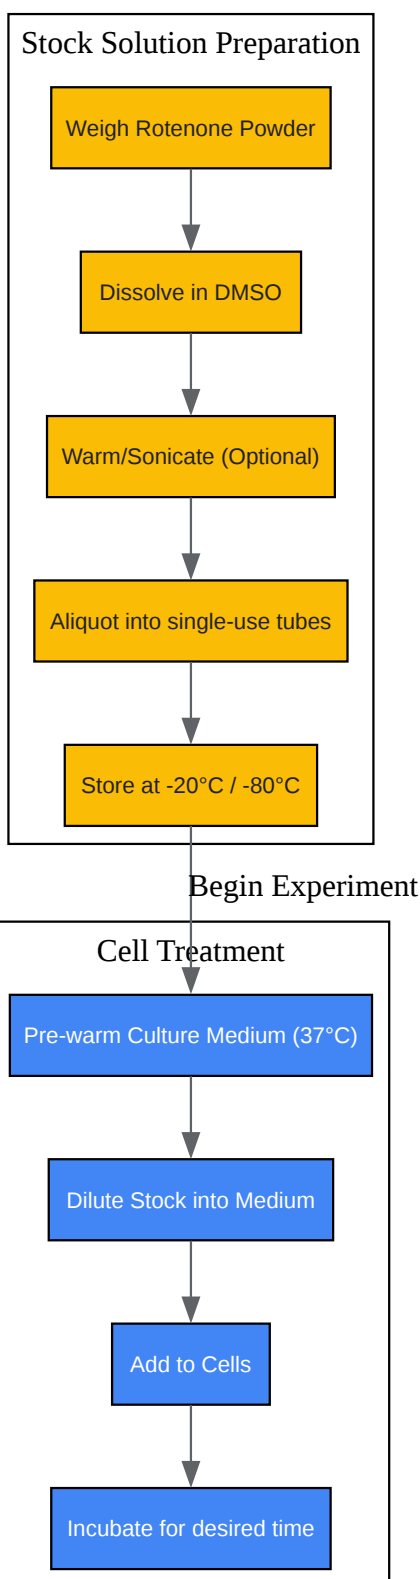 Stock Solution Preparation
Weigh Rotenone Powder
Dissolve in DMSO
Warm/Sonicate (Optional)
Aliquot into single-use tubes
Store at -20°C / -80°C
Begin Experiment
Cell Treatment
Pre-warm Culture Medium (37°C)
Dilute Stock into Medium
Add to Cells
Incubate for desired time